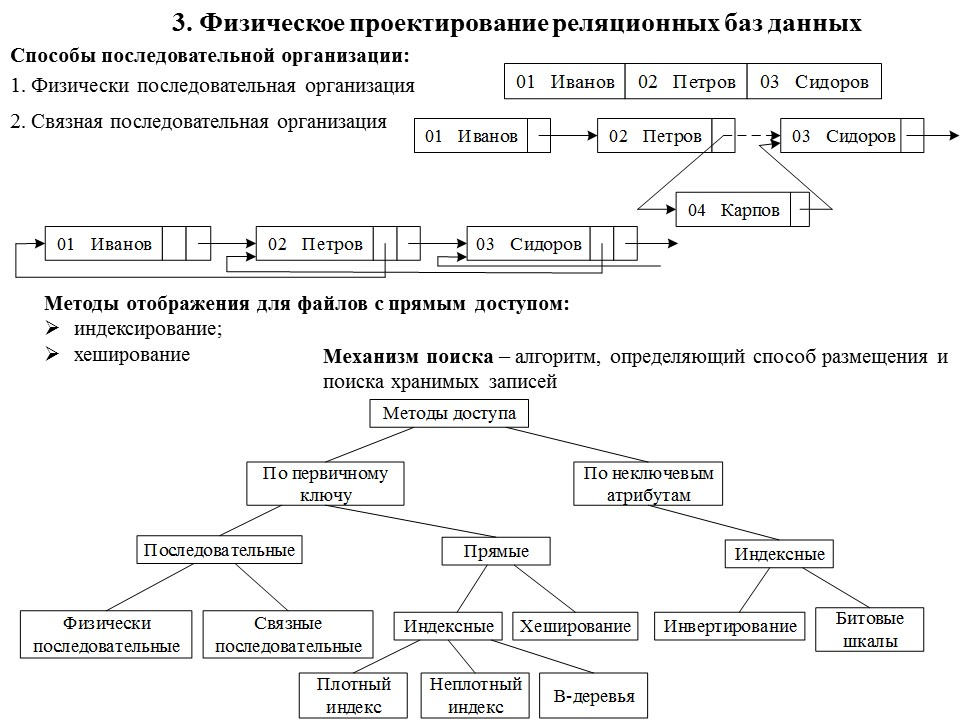 3. Физическое проектирование реляционных баз данных
Способы последовательной организации:
1. Физически последовательная организация
01 Иванов 02 Петров 03 Сидоров
2. Связная последовательная организация
01 Иванов 02 Петров 03 Сидоров
04 Карпов
01 Иванов 02 Петров 03 Сидоров
Методы отображения для файлов с прямым доступом:
индексирование;
хеширование
Механизм поиска – алгоритм, определяющий способ размещения и
поиска хранимых записей
Методы доступа
По первичному
ключу
По неключевым
атрибутам
Последовательные
Прямые
Индексные
Физически
последовательные
Связные
последовательные
Индексные
Хеширование
Инвертирование
Битовые
шкалы
Плотный
индекс
Неплотный
индекс
В-деревья